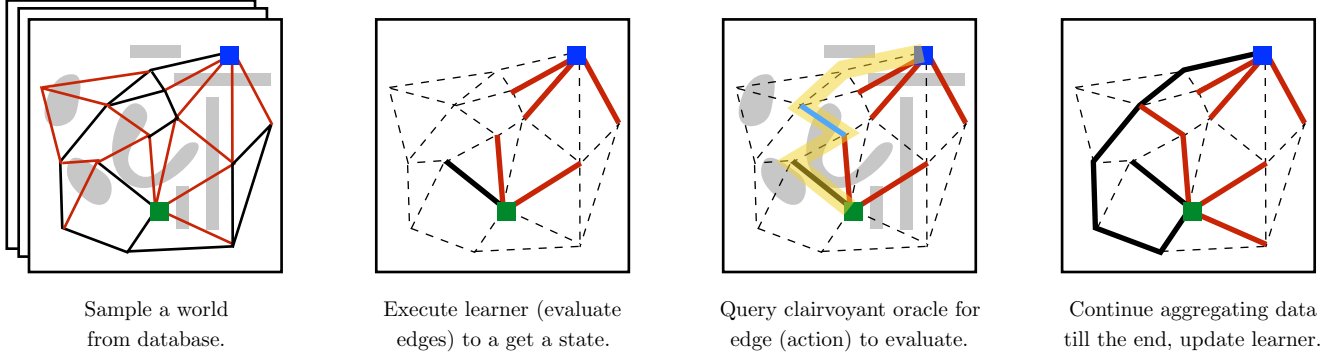 Sample a world
from database.
Execute learner (evaluate
edges) to a get a state.
Query clairvoyant oracle for
edge (action) to evaluate.
Continue aggregating data
till the end, update learner.